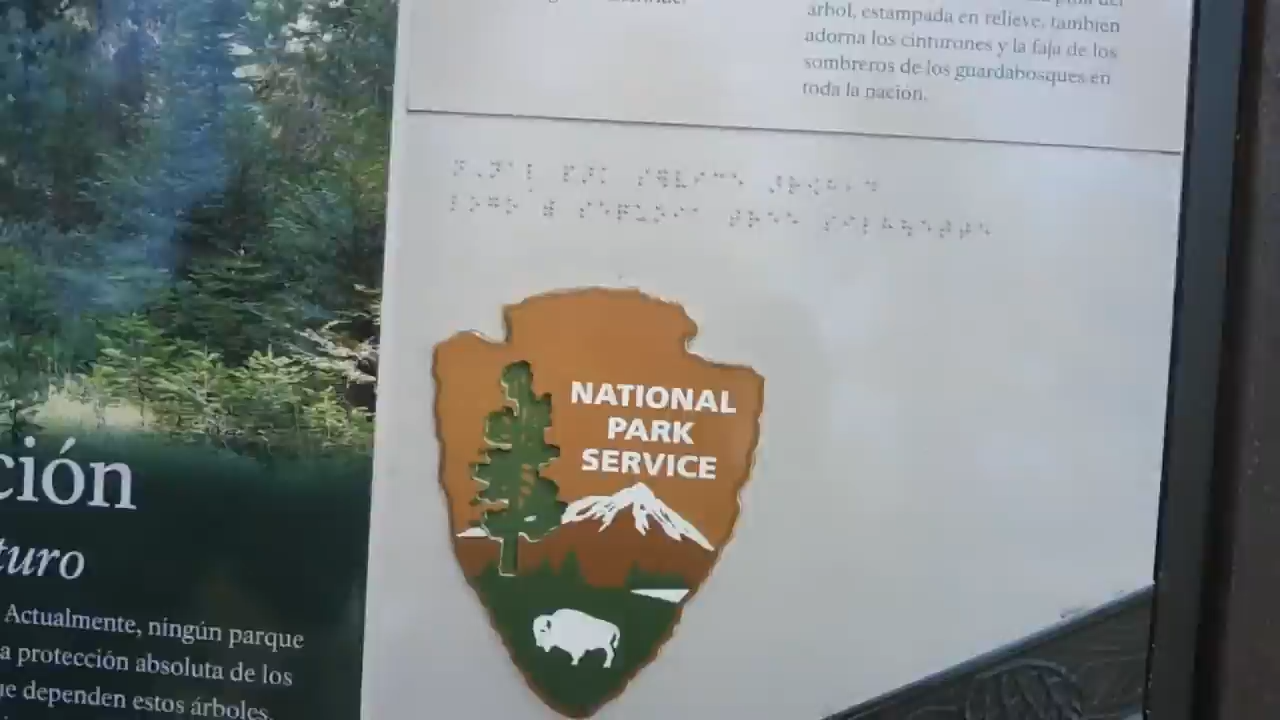 árbol, estampada en relieve, también
adorna los cinturones y la faja de los
sombreros de los guardabosques en
toda la nación.
NATIONAL
PARK
SERVICE
ción
turo
Actualmente, ningún parque
a protección absoluta de los
ue dependen estos árboles.